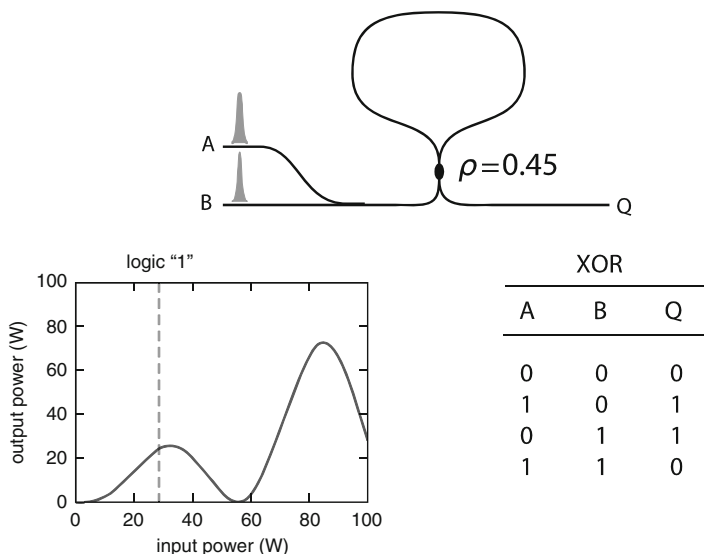 A
B
ρ=0.45
Q
logic “1”
100
80
60
40
20
0
output power (W)
0 20 40 60 80 100
input power (W)
XOR
A B Q
0 0 0
1 0 1
0 1 1
1 1 0